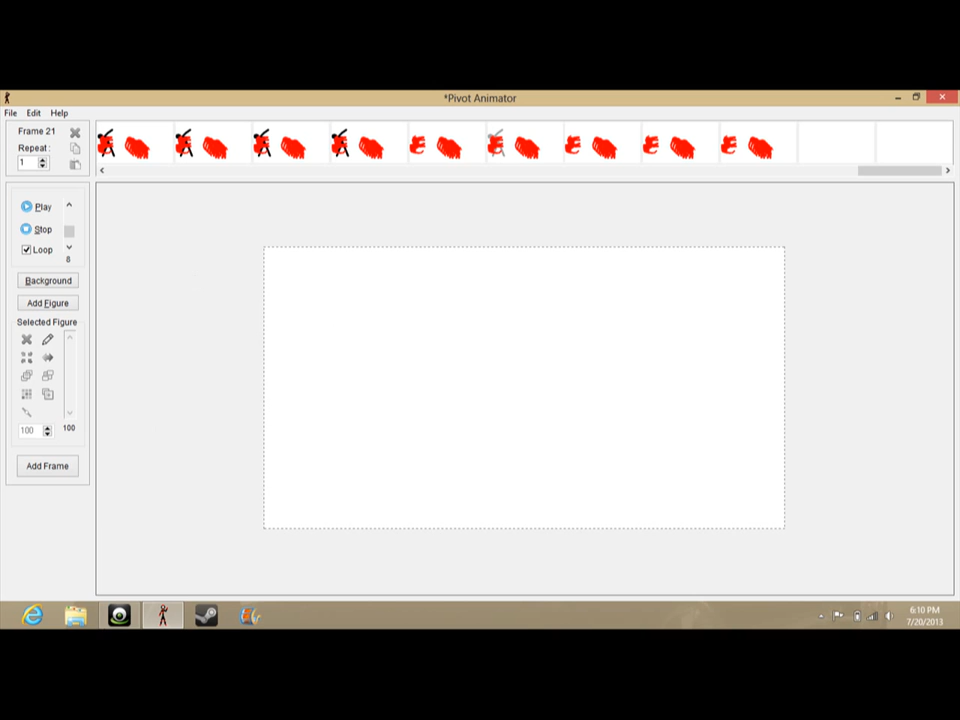 *Pivot Animator
File Edit Help
Frame 21
Repeat:
1
Play
Stop
Loop
8
Background
Add Figure
Selected Figure
100 100
Add Frame
6:10 PM
7/20/2013